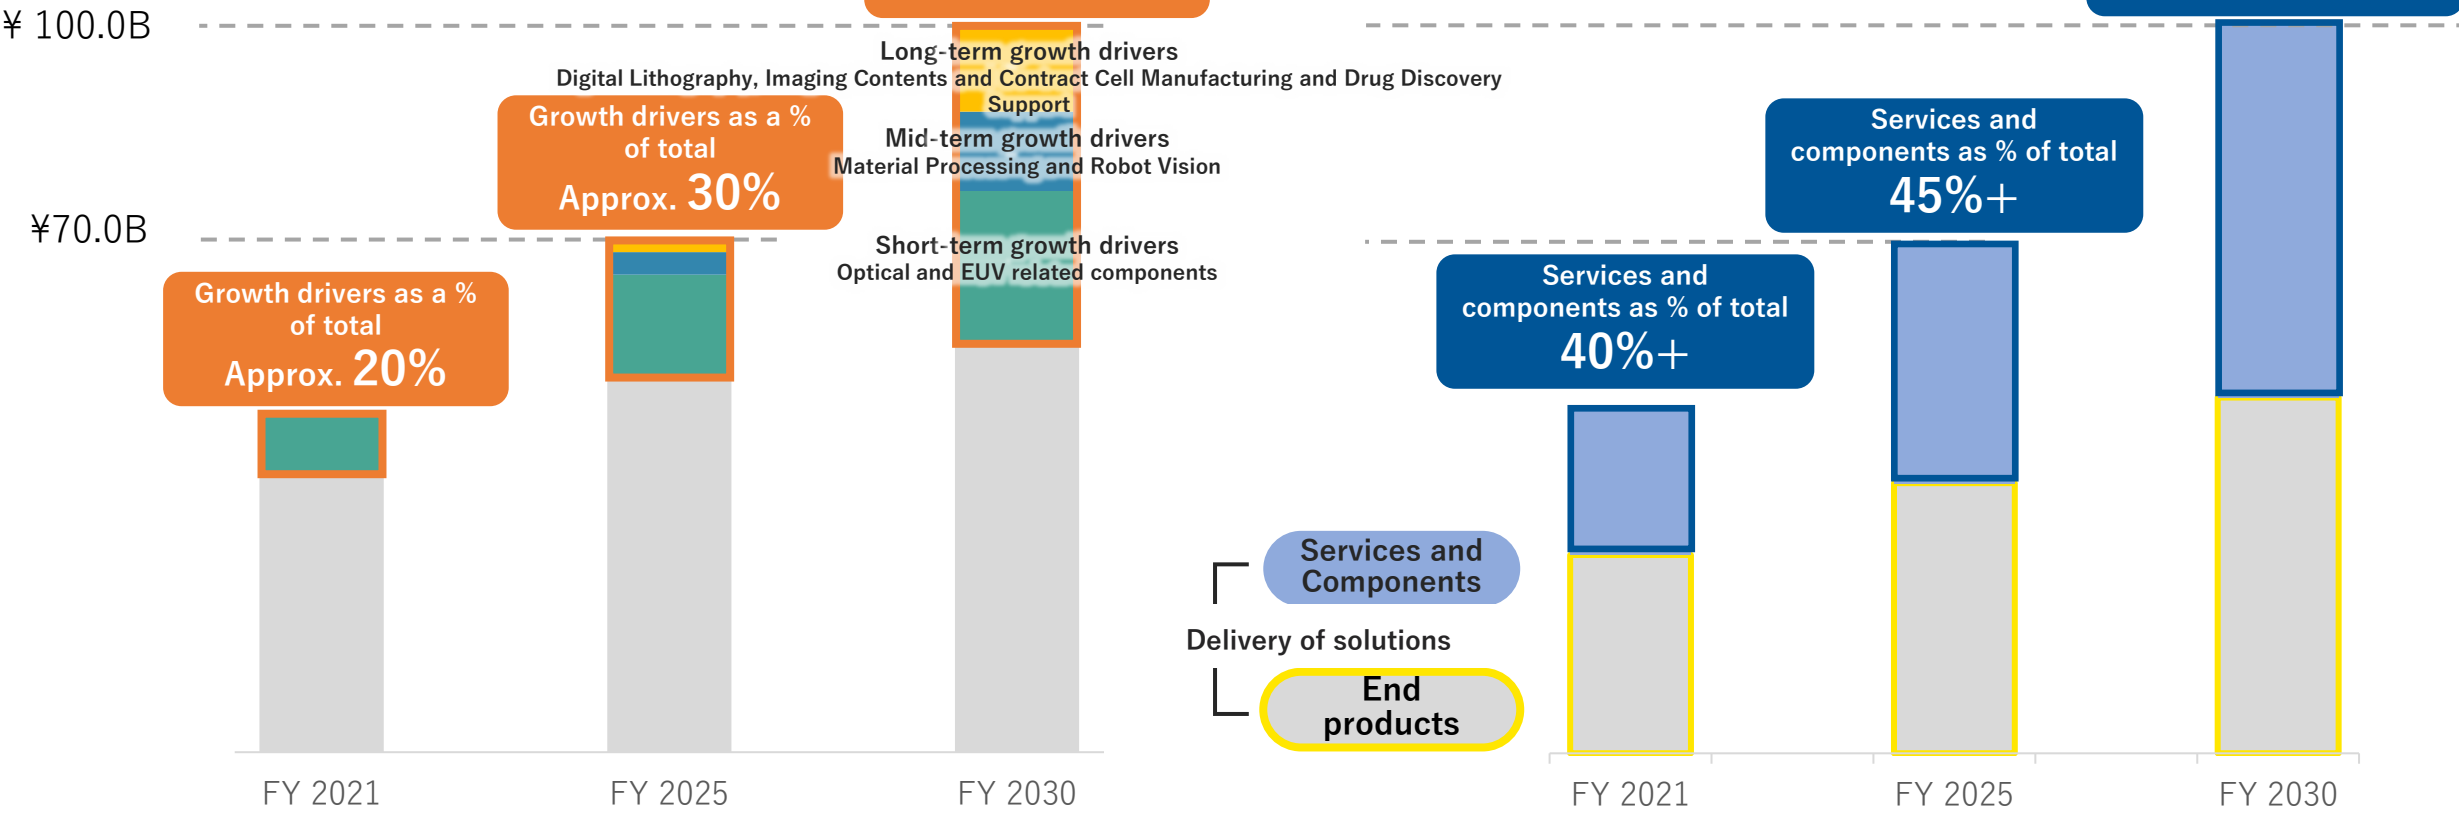 ¥ 100.0B
Long-term growth drivers
Digital Lithography, Imaging Contents and Contract Cell Manufacturing and Drug Discovery
Support
Growth drivers as a %
of total
Approx. 30%
Mid-term growth drivers
Material Processing and Robot Vision
¥70.0B
Short-term growth drivers
Optical and EUV related components
Growth drivers as a %
of total
Approx. 20%
FY 2021
FY 2025
FY 2030
Services and
components as % of total
45%+
Services and
components as % of total
40%+
Services and
Components
Delivery of solutions
End
products
FY 2021
FY 2025
FY 2030